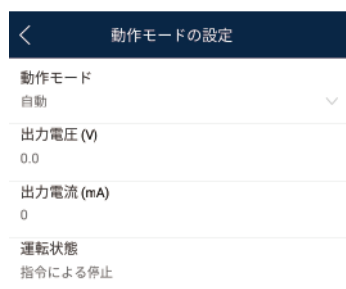 動作モードの設定
動作モード
自動
出力電圧 (V)
0.0
出力電流 (mA)
0
運転状態
指令による停止